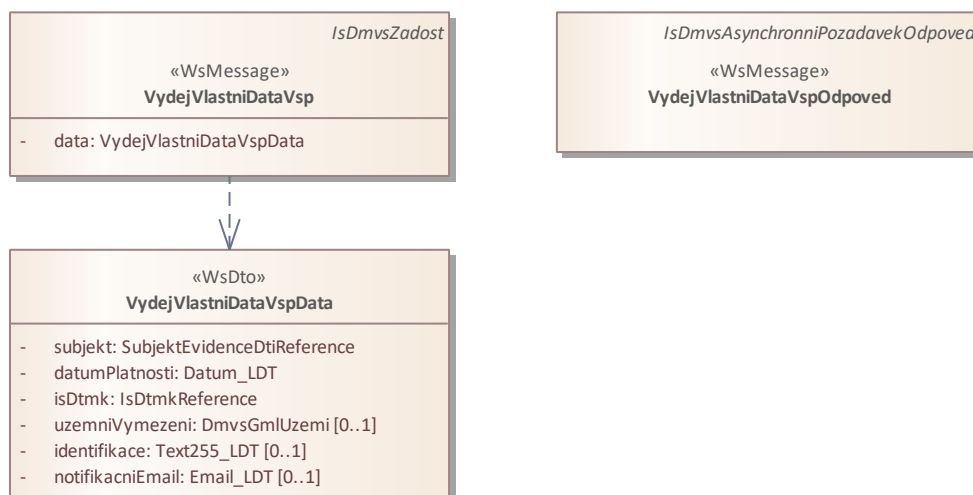 IsDmvsZadost
«WsMessage»
VydejVlastniDataVsp
- data: VydejVlastniDataVspData
IsDmvsAsynchronniPozadavekOdpoved
«WsMessage»
VydejVlastniDataVspOdpoved
«WsDto»
VydejVlastniDataVspData
- subjekt: SubjektEvidenceDtiReference
- datumPlatnosti: Datum_LDT
- isDtmk: IsDtmkReference
- uzemniVymezeni: DmvsGmlUzemi [0..1]
- identifikace: Text255_LDT [0..1]
- notifikacniEmail: Email_LDT [0..1]